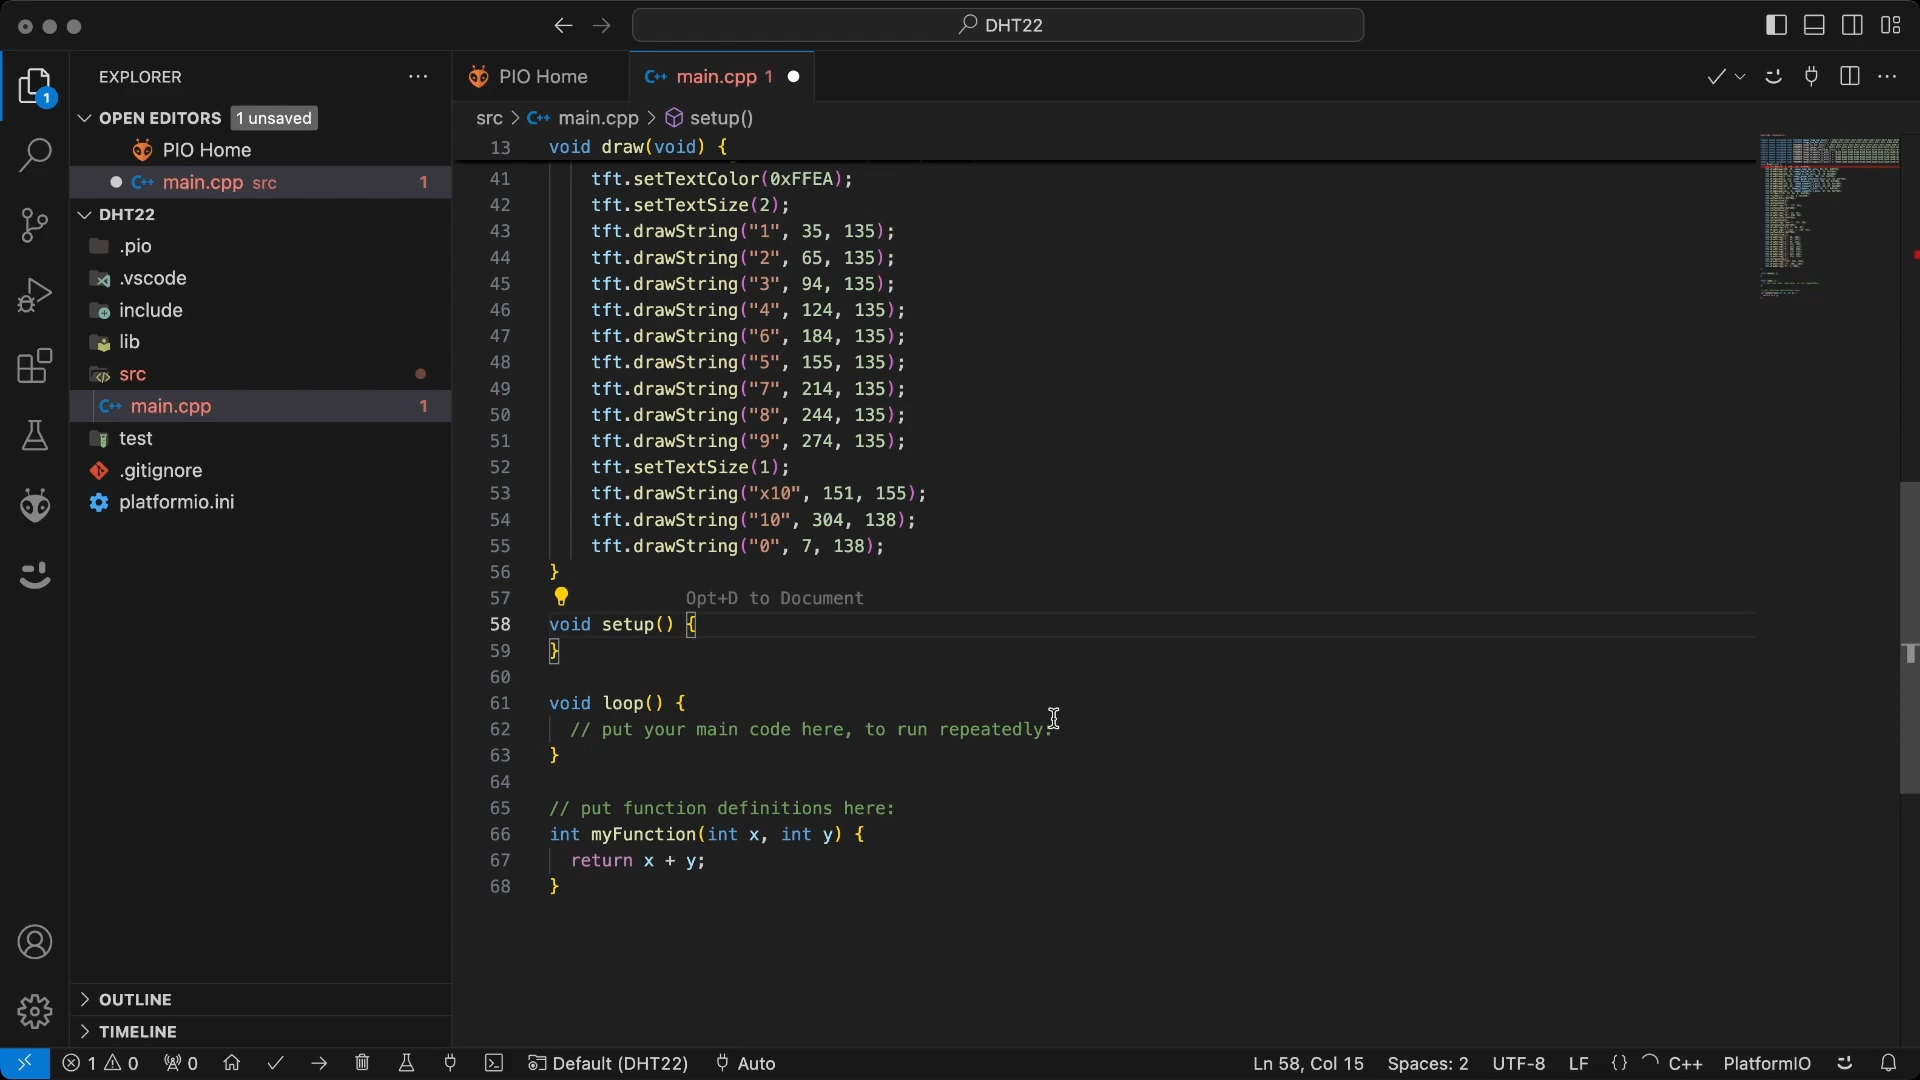 DHT22
EXPLORER
OPEN EDITORS 1 unsaved
PIO Home
main.cpp src 1
DHT22
.pio
.vscode
include
lib
src
main.cpp 1
test
.gitignore
platformio.ini
OUTLINE
TIMELINE
1
PIO Home
main.cpp 1
src > main.cpp > setup()
13 void draw(void) {
41 tft.setTextColor(0xFFEA);
42 tft.setTextSize(2);
43 tft.drawString("1", 35, 135);
44 tft.drawString("2", 65, 135);
45 tft.drawString("3", 94, 135);
46 tft.drawString("4", 124, 135);
47 tft.drawString("6", 184, 135);
48 tft.drawString("5", 155, 135);
49 tft.drawString("7", 214, 135);
50 tft.drawString("8", 244, 135);
51 tft.drawString("9", 274, 135);
52 tft.setTextSize(1);
53 tft.drawString("x10", 151, 155);
54 tft.drawString("10", 304, 138);
55 tft.drawString("0", 7, 138);
56 }
57 Opt+D to Document
58 void setup() {
59 }
60
61 void loop() {
62 // put your main code here, to run repeatedly:
63 }
64
65 // put function definitions here:
66 int myFunction(int x, int y) {
67 return x + y;
68 }
1 0 0 Default (DHT22) Auto Ln 58, Col 15 Spaces: 2 UTF-8 LF {} C++ PlatformIO